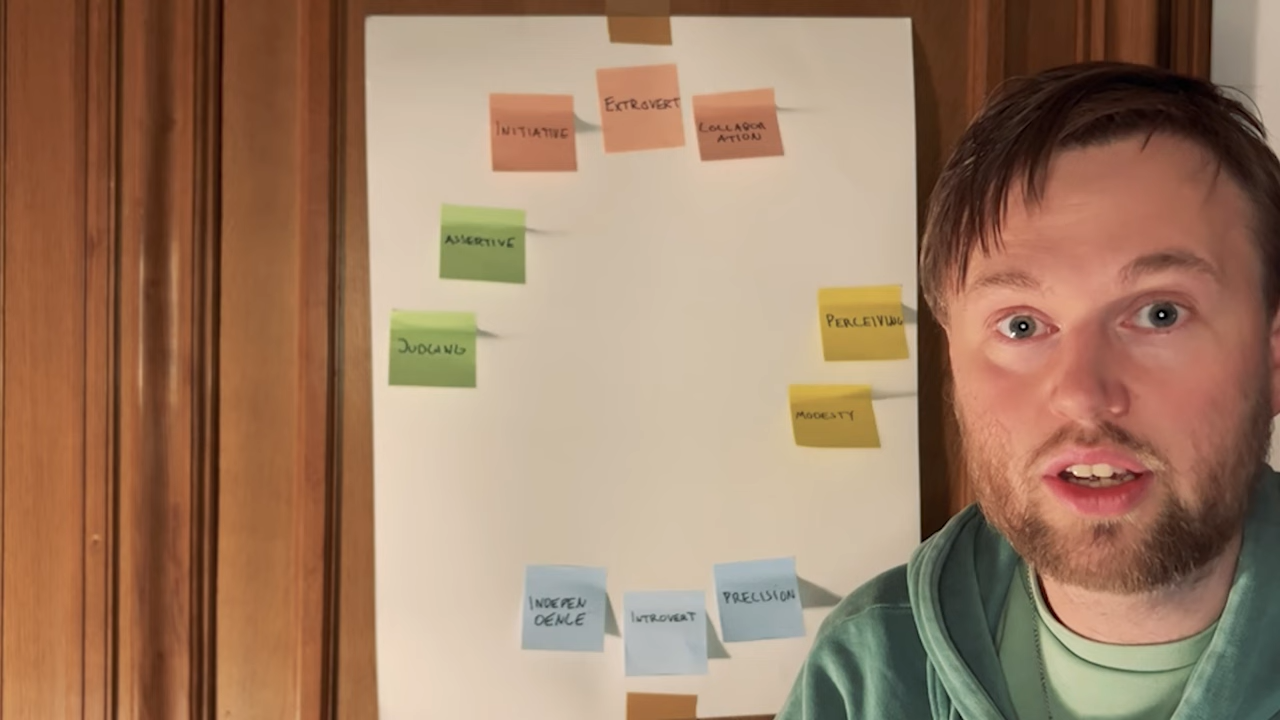 EXTROVERT
INITIATIVE
COLLABOR
ATION
ASSERTIVE
PERCEIVING
JUDGING
MODESTY
INDEPEN
DENCE
INTROVERT
PRECISION